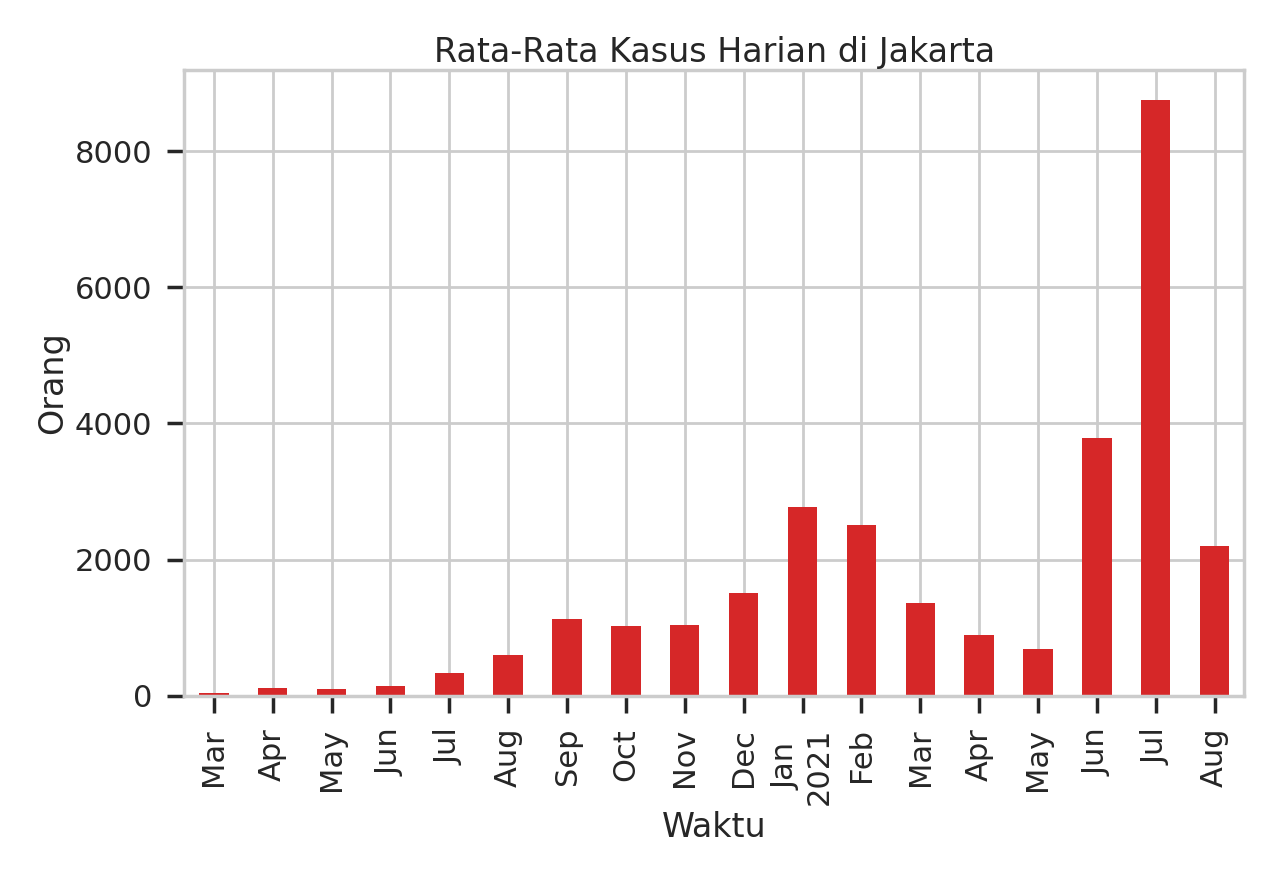 Rata-Rata Kasus Harian di Jakarta
8000
6000
4000
2000
0
Orang
Mar
Apr
May
Jun
Jul
Aug
Sep
Oct
Nov
Dec
Jan
2021
Feb
Mar
Apr
May
Jun
Jul
Aug
Waktu